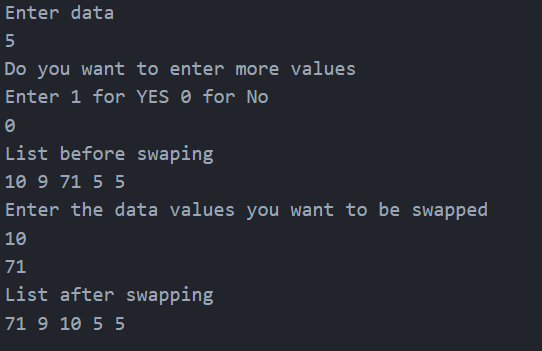 Enter data
5
Do you want to enter more values
Enter 1 for YES 0 for No
0
List before swaping
10 9 71 5 5
Enter the data values you want to be swapped
10
71
List after swapping
71 9 10 5 5